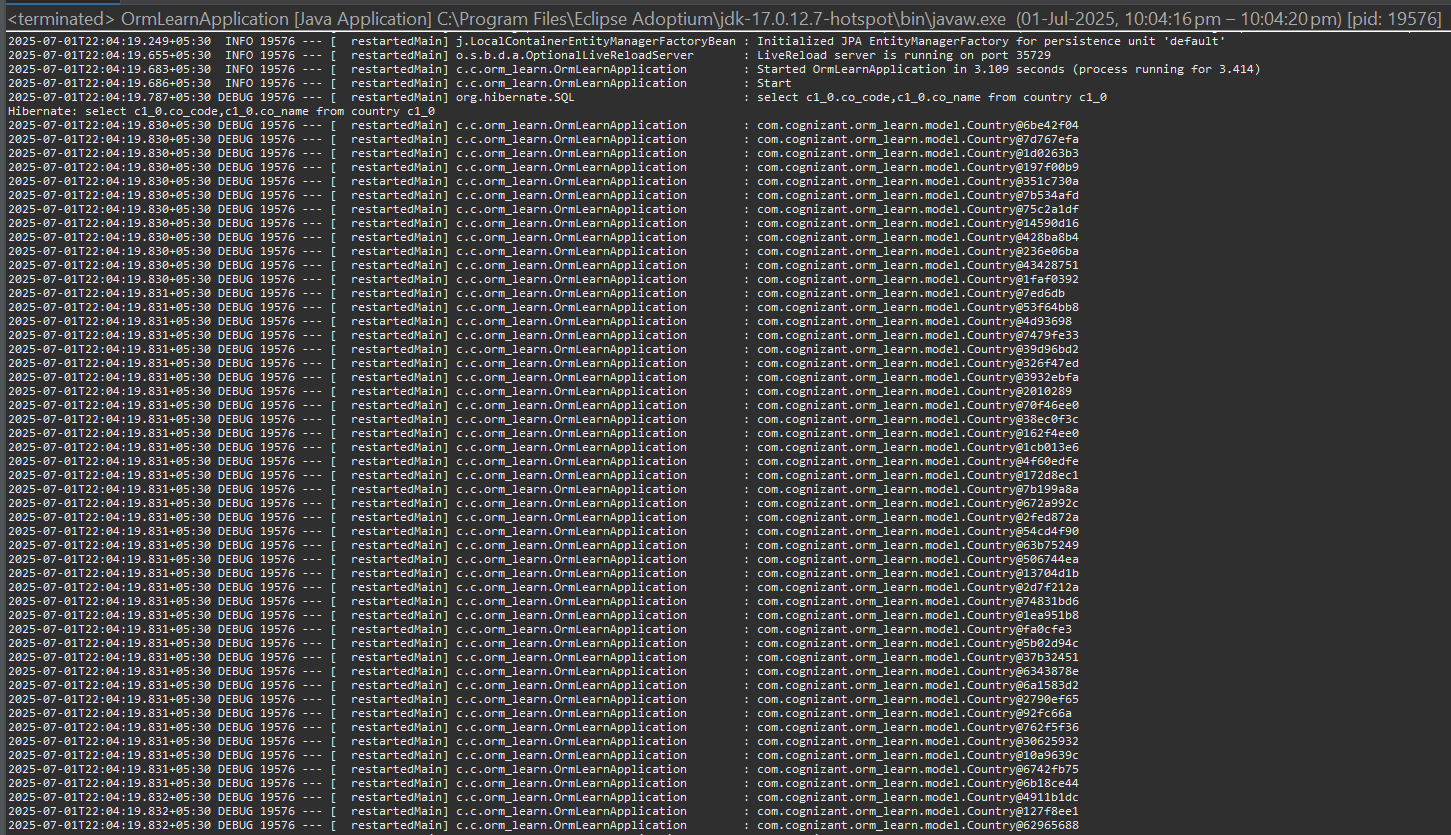 <terminated> OrmLearnApplication [Java Application] C:\Program Files\Eclipse Adoptium\jdk-17.0.12.7-hotspot\bin\javaw.exe (01-Jul-2025, 10:04:16 pm – 10:04:20 pm) [pid: 19576]
2025-07-01T22:04:19.249+05:30  INFO 19576 --- [  restartedMain] j.LocalContainerEntityManagerFactoryBean : Initialized JPA EntityManagerFactory for persistence unit 'default'
2025-07-01T22:04:19.655+05:30  INFO 19576 --- [  restartedMain] o.s.b.d.a.OptionalLiveReloadServer       : LiveReload server is running on port 35729
2025-07-01T22:04:19.683+05:30  INFO 19576 --- [  restartedMain] c.c.orm_learn.OrmLearnApplication        : Started OrmLearnApplication in 3.109 seconds (process running for 3.414)
2025-07-01T22:04:19.686+05:30  INFO 19576 --- [  restartedMain] c.c.orm_learn.OrmLearnApplication        : Start
2025-07-01T22:04:19.787+05:30 DEBUG 19576 --- [  restartedMain] org.hibernate.SQL                        : select c1_0.co_code,c1_0.co_name from country c1_0
Hibernate: select c1_0.co_code,c1_0.co_name from country c1_0
2025-07-01T22:04:19.830+05:30 DEBUG 19576 --- [  restartedMain] c.c.orm_learn.OrmLearnApplication        : com.cognizant.orm_learn.model.Country@6be42f04
2025-07-01T22:04:19.830+05:30 DEBUG 19576 --- [  restartedMain] c.c.orm_learn.OrmLearnApplication        : com.cognizant.orm_learn.model.Country@7d767efa
2025-07-01T22:04:19.830+05:30 DEBUG 19576 --- [  restartedMain] c.c.orm_learn.OrmLearnApplication        : com.cognizant.orm_learn.model.Country@1d0263b3
2025-07-01T22:04:19.830+05:30 DEBUG 19576 --- [  restartedMain] c.c.orm_learn.OrmLearnApplication        : com.cognizant.orm_learn.model.Country@197f00b9
2025-07-01T22:04:19.830+05:30 DEBUG 19576 --- [  restartedMain] c.c.orm_learn.OrmLearnApplication        : com.cognizant.orm_learn.model.Country@351c730a
2025-07-01T22:04:19.830+05:30 DEBUG 19576 --- [  restartedMain] c.c.orm_learn.OrmLearnApplication        : com.cognizant.orm_learn.model.Country@7b534afd
2025-07-01T22:04:19.830+05:30 DEBUG 19576 --- [  restartedMain] c.c.orm_learn.OrmLearnApplication        : com.cognizant.orm_learn.model.Country@75c2a1df
2025-07-01T22:04:19.830+05:30 DEBUG 19576 --- [  restartedMain] c.c.orm_learn.OrmLearnApplication        : com.cognizant.orm_learn.model.Country@14590d16
2025-07-01T22:04:19.830+05:30 DEBUG 19576 --- [  restartedMain] c.c.orm_learn.OrmLearnApplication        : com.cognizant.orm_learn.model.Country@428ba8b4
2025-07-01T22:04:19.830+05:30 DEBUG 19576 --- [  restartedMain] c.c.orm_learn.OrmLearnApplication        : com.cognizant.orm_learn.model.Country@236e06ba
2025-07-01T22:04:19.830+05:30 DEBUG 19576 --- [  restartedMain] c.c.orm_learn.OrmLearnApplication        : com.cognizant.orm_learn.model.Country@43428751
2025-07-01T22:04:19.830+05:30 DEBUG 19576 --- [  restartedMain] c.c.orm_learn.OrmLearnApplication        : com.cognizant.orm_learn.model.Country@1faf0392
2025-07-01T22:04:19.831+05:30 DEBUG 19576 --- [  restartedMain] c.c.orm_learn.OrmLearnApplication        : com.cognizant.orm_learn.model.Country@7ed6db
2025-07-01T22:04:19.831+05:30 DEBUG 19576 --- [  restartedMain] c.c.orm_learn.OrmLearnApplication        : com.cognizant.orm_learn.model.Country@53f64bb8
2025-07-01T22:04:19.831+05:30 DEBUG 19576 --- [  restartedMain] c.c.orm_learn.OrmLearnApplication        : com.cognizant.orm_learn.model.Country@4d93698
2025-07-01T22:04:19.831+05:30 DEBUG 19576 --- [  restartedMain] c.c.orm_learn.OrmLearnApplication        : com.cognizant.orm_learn.model.Country@7479fe33
2025-07-01T22:04:19.831+05:30 DEBUG 19576 --- [  restartedMain] c.c.orm_learn.OrmLearnApplication        : com.cognizant.orm_learn.model.Country@39d96bd2
2025-07-01T22:04:19.831+05:30 DEBUG 19576 --- [  restartedMain] c.c.orm_learn.OrmLearnApplication        : com.cognizant.orm_learn.model.Country@326f47ed
2025-07-01T22:04:19.831+05:30 DEBUG 19576 --- [  restartedMain] c.c.orm_learn.OrmLearnApplication        : com.cognizant.orm_learn.model.Country@3932ebfa
2025-07-01T22:04:19.831+05:30 DEBUG 19576 --- [  restartedMain] c.c.orm_learn.OrmLearnApplication        : com.cognizant.orm_learn.model.Country@2010289
2025-07-01T22:04:19.831+05:30 DEBUG 19576 --- [  restartedMain] c.c.orm_learn.OrmLearnApplication        : com.cognizant.orm_learn.model.Country@70f46ee0
2025-07-01T22:04:19.831+05:30 DEBUG 19576 --- [  restartedMain] c.c.orm_learn.OrmLearnApplication        : com.cognizant.orm_learn.model.Country@38ec0f3c
2025-07-01T22:04:19.831+05:30 DEBUG 19576 --- [  restartedMain] c.c.orm_learn.OrmLearnApplication        : com.cognizant.orm_learn.model.Country@162f4ee0
2025-07-01T22:04:19.831+05:30 DEBUG 19576 --- [  restartedMain] c.c.orm_learn.OrmLearnApplication        : com.cognizant.orm_learn.model.Country@1cb013e6
2025-07-01T22:04:19.831+05:30 DEBUG 19576 --- [  restartedMain] c.c.orm_learn.OrmLearnApplication        : com.cognizant.orm_learn.model.Country@4f60edfe
2025-07-01T22:04:19.831+05:30 DEBUG 19576 --- [  restartedMain] c.c.orm_learn.OrmLearnApplication        : com.cognizant.orm_learn.model.Country@172d8ec1
2025-07-01T22:04:19.831+05:30 DEBUG 19576 --- [  restartedMain] c.c.orm_learn.OrmLearnApplication        : com.cognizant.orm_learn.model.Country@7b199a8a
2025-07-01T22:04:19.831+05:30 DEBUG 19576 --- [  restartedMain] c.c.orm_learn.OrmLearnApplication        : com.cognizant.orm_learn.model.Country@672a992c
2025-07-01T22:04:19.831+05:30 DEBUG 19576 --- [  restartedMain] c.c.orm_learn.OrmLearnApplication        : com.cognizant.orm_learn.model.Country@2fed872a
2025-07-01T22:04:19.831+05:30 DEBUG 19576 --- [  restartedMain] c.c.orm_learn.OrmLearnApplication        : com.cognizant.orm_learn.model.Country@54cd4f90
2025-07-01T22:04:19.831+05:30 DEBUG 19576 --- [  restartedMain] c.c.orm_learn.OrmLearnApplication        : com.cognizant.orm_learn.model.Country@63b75249
2025-07-01T22:04:19.831+05:30 DEBUG 19576 --- [  restartedMain] c.c.orm_learn.OrmLearnApplication        : com.cognizant.orm_learn.model.Country@506744ea
2025-07-01T22:04:19.831+05:30 DEBUG 19576 --- [  restartedMain] c.c.orm_learn.OrmLearnApplication        : com.cognizant.orm_learn.model.Country@13704d1b
2025-07-01T22:04:19.831+05:30 DEBUG 19576 --- [  restartedMain] c.c.orm_learn.OrmLearnApplication        : com.cognizant.orm_learn.model.Country@2d7f212a
2025-07-01T22:04:19.831+05:30 DEBUG 19576 --- [  restartedMain] c.c.orm_learn.OrmLearnApplication        : com.cognizant.orm_learn.model.Country@74831bd6
2025-07-01T22:04:19.831+05:30 DEBUG 19576 --- [  restartedMain] c.c.orm_learn.OrmLearnApplication        : com.cognizant.orm_learn.model.Country@1ea951b8
2025-07-01T22:04:19.831+05:30 DEBUG 19576 --- [  restartedMain] c.c.orm_learn.OrmLearnApplication        : com.cognizant.orm_learn.model.Country@fa0cfe3
2025-07-01T22:04:19.831+05:30 DEBUG 19576 --- [  restartedMain] c.c.orm_learn.OrmLearnApplication        : com.cognizant.orm_learn.model.Country@5b02d94c
2025-07-01T22:04:19.831+05:30 DEBUG 19576 --- [  restartedMain] c.c.orm_learn.OrmLearnApplication        : com.cognizant.orm_learn.model.Country@37b32451
2025-07-01T22:04:19.831+05:30 DEBUG 19576 --- [  restartedMain] c.c.orm_learn.OrmLearnApplication        : com.cognizant.orm_learn.model.Country@6343878e
2025-07-01T22:04:19.831+05:30 DEBUG 19576 --- [  restartedMain] c.c.orm_learn.OrmLearnApplication        : com.cognizant.orm_learn.model.Country@6a1583d2
2025-07-01T22:04:19.831+05:30 DEBUG 19576 --- [  restartedMain] c.c.orm_learn.OrmLearnApplication        : com.cognizant.orm_learn.model.Country@2790ef65
2025-07-01T22:04:19.831+05:30 DEBUG 19576 --- [  restartedMain] c.c.orm_learn.OrmLearnApplication        : com.cognizant.orm_learn.model.Country@92fc66a
2025-07-01T22:04:19.831+05:30 DEBUG 19576 --- [  restartedMain] c.c.orm_learn.OrmLearnApplication        : com.cognizant.orm_learn.model.Country@762f5f36
2025-07-01T22:04:19.831+05:30 DEBUG 19576 --- [  restartedMain] c.c.orm_learn.OrmLearnApplication        : com.cognizant.orm_learn.model.Country@30625932
2025-07-01T22:04:19.831+05:30 DEBUG 19576 --- [  restartedMain] c.c.orm_learn.OrmLearnApplication        : com.cognizant.orm_learn.model.Country@10a9639c
2025-07-01T22:04:19.831+05:30 DEBUG 19576 --- [  restartedMain] c.c.orm_learn.OrmLearnApplication        : com.cognizant.orm_learn.model.Country@6742fb75
2025-07-01T22:04:19.831+05:30 DEBUG 19576 --- [  restartedMain] c.c.orm_learn.OrmLearnApplication        : com.cognizant.orm_learn.model.Country@6b18ce44
2025-07-01T22:04:19.832+05:30 DEBUG 19576 --- [  restartedMain] c.c.orm_learn.OrmLearnApplication        : com.cognizant.orm_learn.model.Country@4911b1dc
2025-07-01T22:04:19.832+05:30 DEBUG 19576 --- [  restartedMain] c.c.orm_learn.OrmLearnApplication        : com.cognizant.orm_learn.model.Country@127f8ee1
2025-07-01T22:04:19.832+05:30 DEBUG 19576 --- [  restartedMain] c.c.orm_learn.OrmLearnApplication        : com.cognizant.orm_learn.model.Country@62965688